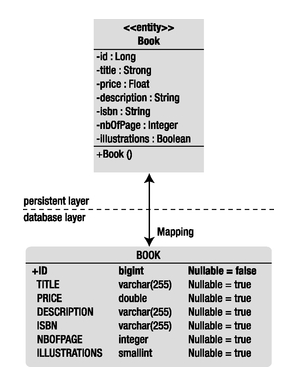 <<entity>>
Book
-id : Long
-title : Strong
-price : Float
-description : String
-isbn : String
-nbOfPage : Integer
-illustrations : Boolean
+Book ()
persistent layer
database layer
Mapping
BOOK
+ID bigint Nullable = false
TITLE varchar(255) Nullable = true
PRICE double Nullable = true
DESCRIPTION varchar(255) Nullable = true
ISBN varchar(255) Nullable = true
NBOFPAGE integer Nullable = true
ILLUSTRATIONS smallint Nullable = true